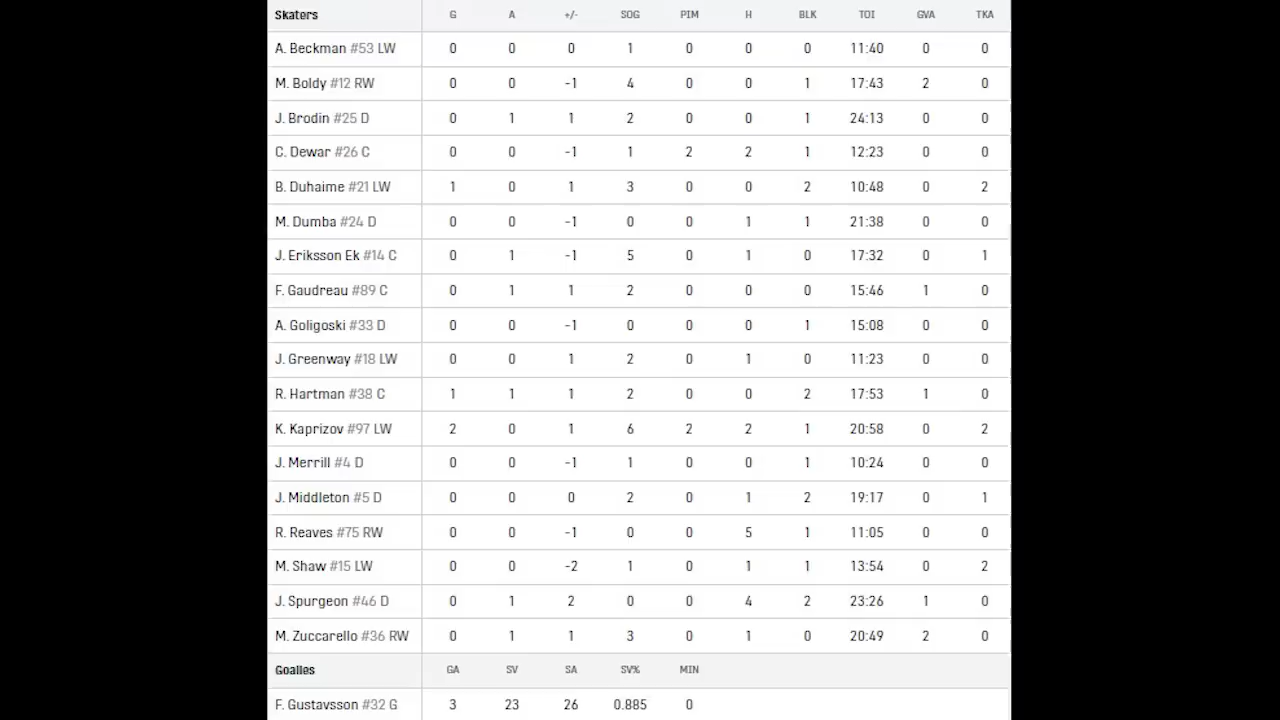 Skaters G A +/- SOG PIM H BLK TOI GVA TKA
A. Beckman #53 LW 0 0 0 1 0 0 0 11:40 0 0
M. Boldy #12 RW 0 0 -1 4 0 0 1 17:43 2 0
J. Brodin #25 D 0 1 1 2 0 0 1 24:13 0 0
C. Dewar #26 C 0 0 -1 1 2 2 1 12:23 0 0
B. Duhaime #21 LW 1 0 1 3 0 0 2 10:48 0 2
M. Dumba #24 D 0 0 -1 0 0 1 1 21:38 0 0
J. Eriksson Ek #14 C 0 1 -1 5 0 1 0 17:32 0 1
F. Gaudreau #89 C 0 1 1 2 0 0 0 15:46 1 0
A. Goligoski #33 D 0 0 -1 0 0 0 1 15:08 0 0
J. Greenway #18 LW 0 0 1 2 0 1 0 11:23 0 0
R. Hartman #38 C 1 1 1 2 0 0 2 17:53 1 0
K. Kaprizov #97 LW 2 0 1 6 2 2 1 20:58 0 2
J. Merrill #4 D 0 0 -1 1 0 0 1 10:24 0 0
J. Middleton #5 D 0 0 0 2 0 1 2 19:17 0 1
R. Reaves #75 RW 0 0 -1 0 0 5 1 11:05 0 0
M. Shaw #15 LW 0 0 -2 1 0 1 1 13:54 0 2
J. Spurgeon #46 D 0 1 2 0 0 4 2 23:26 1 0
M. Zuccarello #36 RW 0 1 1 3 0 1 0 20:49 2 0
Goalies GA SV SA SV% MIN
F. Gustavsson #32 G 3 23 26 0.885 0